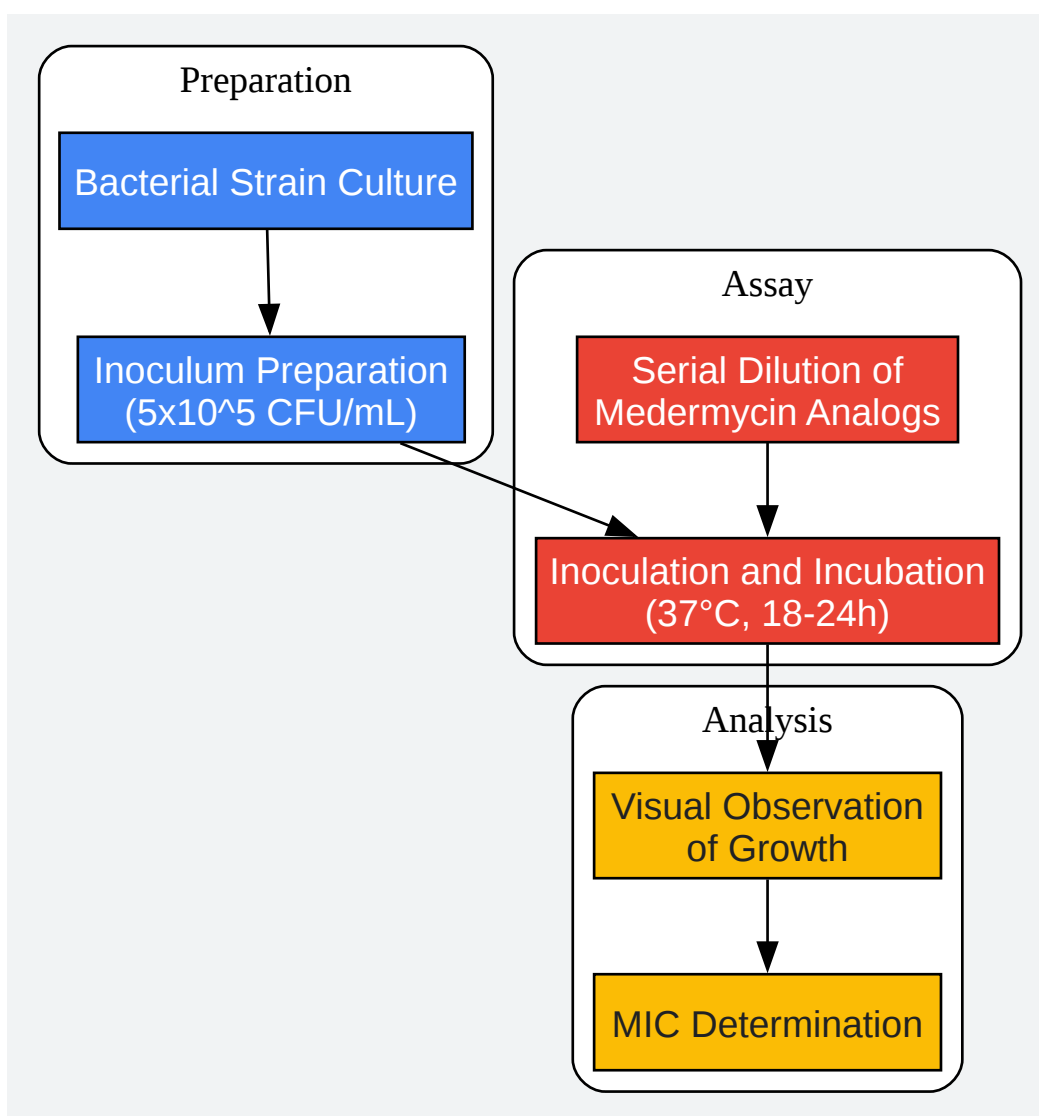 Preparation
Bacterial Strain Culture
Inoculum Preparation
(5x10^5 CFU/mL)
Assay
Serial Dilution of
Medermycin Analogs
Inoculation and Incubation
(37°C, 18-24h)
Analysis
Visual Observation
of Growth
MIC Determination